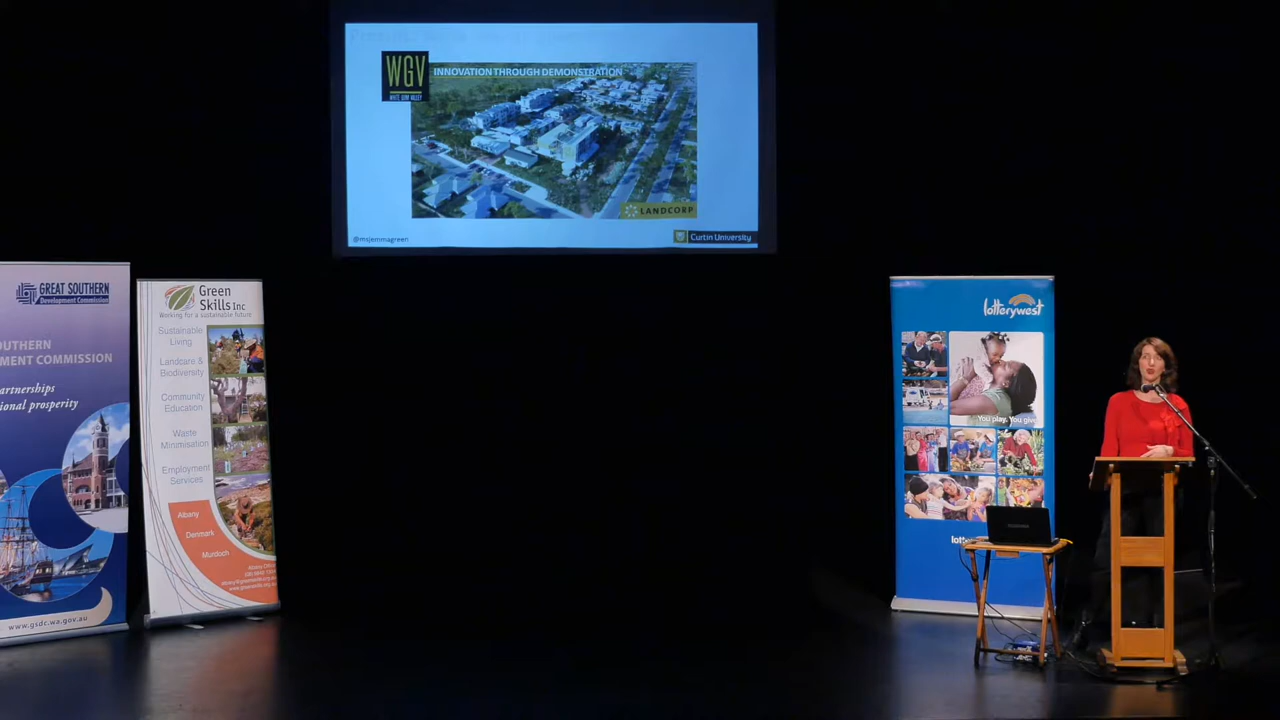 WGV
WHITE GUM VALLEY
INNOVATION THROUGH DEMONSTRATION
LANDCORP
@msjemmagreen
Curtin University
GREAT SOUTHERN
Development Commission
OUTHERN
MENT COMMISSION
artnerships
ional prosperity
www.gsdc.wa.gov.au
Green
Skills Inc
Working for a sustainable future
Sustainable
Living
Landcare &
Biodiversity
Community
Education
Waste
Minimisation
Employment
Services
Albany
Denmark
Murdoch
lotterywest
You play. You give
lott